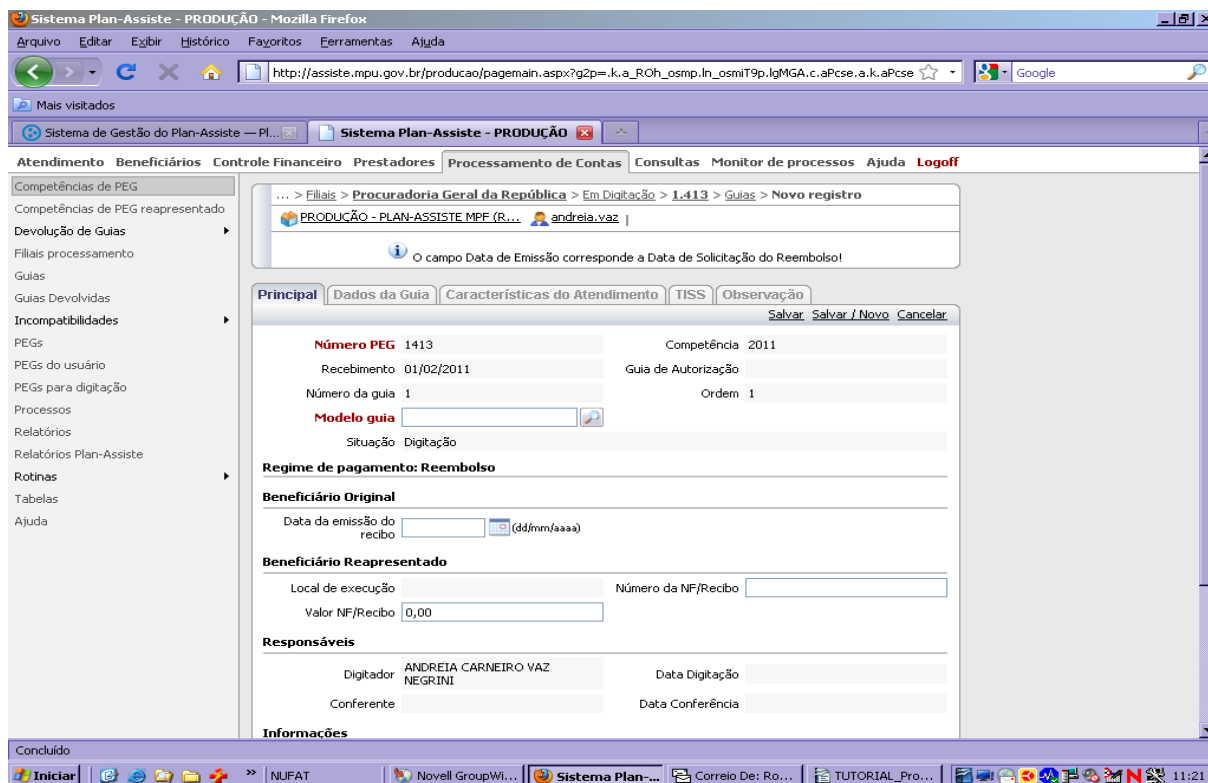 Sistema Plan-Assiste - PRODUÇÃO - Mozilla Firefox
Arquivo Editar Exibir Histórico Favoritos Ferramentas Ajuda
http://assiste.mpu.gov.br/producao/pagemain.aspx?g2p=.k.a_ROh_osmp.ln_osmiT9p.lgMGA.c.aPcse.a.k.aPcse
Google
Mais visitados
Sistema de Gestão do Plan-Assiste — Pl... Sistema Plan-Assiste - PRODUÇÃO
Atendimento Beneficiários Controle Financeiro Prestadores Processamento de Contas Consultas Monitor de processos Ajuda Logoff
Competências de PEG
Competências de PEG reapresentado
Devolução de Guias
Filiais processamento
Guias
Guias Devolvidas
Incompatibilidades
PEGs
PEGs do usuário
PEGs para digitação
Processos
Relatórios
Relatórios Plan-Assiste
Rotinas
Tabelas
Ajuda
... > Filiais > Procuradoria Geral da República > Em Digitação > 1.413 > Guias > Novo registro
PRODUÇÃO - PLAN-ASSISTE MPF (R... andreia.vaz |
O campo Data de Emissão corresponde a Data de Solicitação do Reembolso!
Principal Dados da Guia Características do Atendimento TISS Observação
Salvar Salvar / Novo Cancelar
Número PEG 1413 Competência 2011
Recebimento 01/02/2011 Guia de Autorização
Número da guia 1 Ordem 1
Modelo guia
Situação Digitação
Regime de pagamento: Reembolso
Beneficiário Original
Data da emissão do
recibo (dd/mm/aaaa)
Beneficiário Reapresentado
Local de execução Número da NF/Recibo
Valor NF/Recibo 0,00
Responsáveis
Digitador ANDREIA CARNEIRO VAZ
NEGRINI Data Digitação
Conferente Data Conferência
Informações
Concluído
Iniciar » NUFAT Novell GroupWi... Sistema Plan-... Correio De: Ro... TUTORIAL_Pro... 11:21